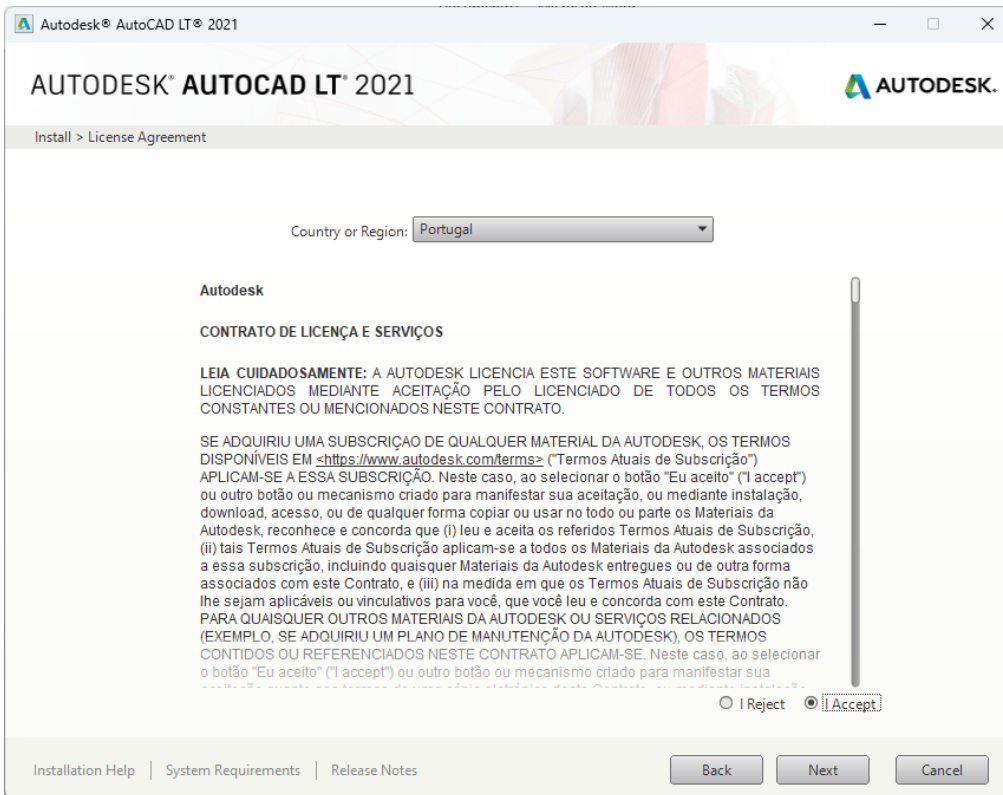 Autodesk® AutoCAD LT® 2021
AUTODESK® AUTOCAD LT® 2021
AUTODESK.
Install > License Agreement
Country or Region: Portugal
Autodesk
CONTRATO DE LICENÇA E SERVIÇOS
LEIA CUIDADOSAMENTE: A AUTODESK LICENCIA ESTE SOFTWARE E OUTROS MATERIAIS
LICENCIADOS MEDIANTE ACEITAÇÃO PELO LICENCIADO DE TODOS OS TERMOS
CONSTANTES OU MENCIONADOS NESTE CONTRATO.
SE ADQUIRIU UMA SUBSCRIÇAO DE QUALQUER MATERIAL DA AUTODESK, OS TERMOS
DISPONÍVEIS EM <https://www.autodesk.com/terms> ("Termos Atuais de Subscrição")
APLICAM-SE A ESSA SUBSCRIÇÃO. Neste caso, ao selecionar o botão "Eu aceito" ("I accept")
ou outro botão ou mecanismo criado para manifestar sua aceitação, ou mediante instalação,
download, acesso, ou de qualquer forma copiar ou usar no todo ou parte os Materiais da
Autodesk, reconhece e concorda que (i) leu e aceita os referidos Termos Atuais de Subscrição,
(ii) tais Termos Atuais de Subscrição aplicam-se a todos os Materiais da Autodesk associados
a essa subscrição, incluindo quaisquer Materiais da Autodesk entregues ou de outra forma
associados com este Contrato, e (iii) na medida em que os Termos Atuais de Subscrição não
lhe sejam aplicáveis ou vinculativos para você, que você leu e concorda com este Contrato.
PARA QUAISQUER OUTROS MATERIAIS DA AUTODESK OU SERVIÇOS RELACIONADOS
(EXEMPLO, SE ADQUIRIU UM PLANO DE MANUTENÇÃO DA AUTODESK), OS TERMOS
CONTIDOS OU REFERENCIADOS NESTE CONTRATO APLICAM-SE. Neste caso, ao selecionar
o botão "Eu aceito" ("I accept") ou outro botão ou mecanismo criado para manifestar sua
I Reject I Accept
Installation Help | System Requirements | Release Notes Back Next Cancel